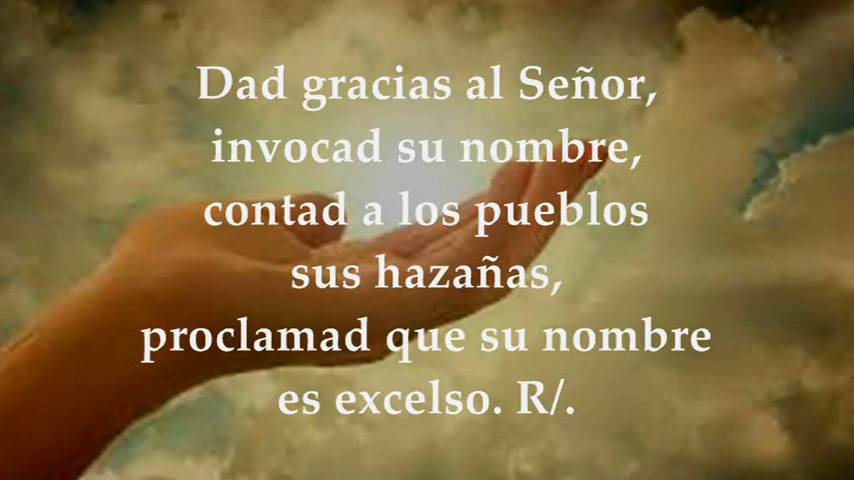 Dad gracias al Señor,
invocad su nombre,
contad a los pueblos
sus hazañas,
proclamad que su nombre
es excelso. R/.